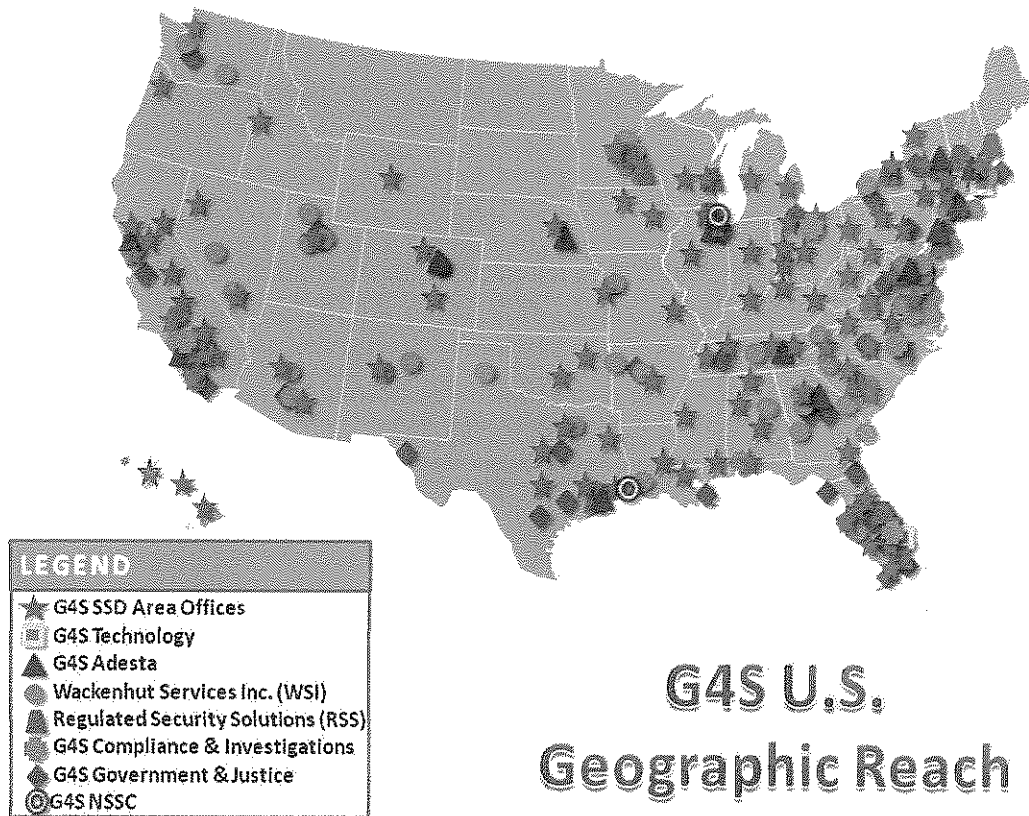 LEGEND
G4S SSD Area Offices
G4S Technology
G4S Adesta
Wackenhut Services Inc. (WSI)
Regulated Security Solutions (RSS)
G4S Compliance & Investigations
G4S Government & Justice
G4S NSSC
G4S U.S.
Geographic Reach